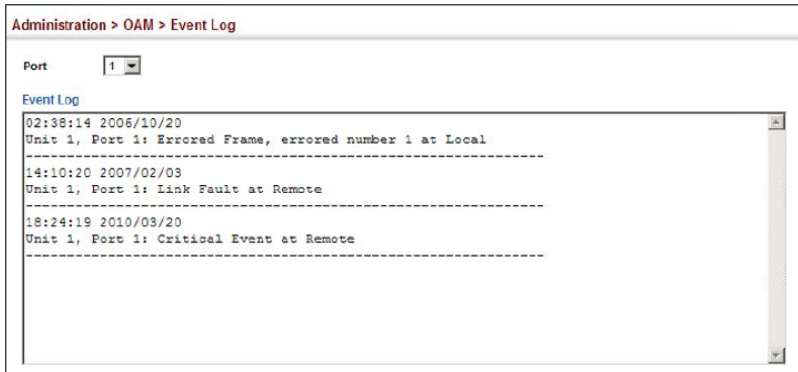 Administration > OAM > Event Log
Port 1
Event Log
02:38:14 2006/10/20
Unit 1, Port 1: Errored Frame, errored number 1 at Local
----------------------------------------------------------------
14:10:20 2007/02/03
Unit 1, Port 1: Link Fault at Remote
----------------------------------------------------------------
18:24:19 2010/03/20
Unit 1, Port 1: Critical Event at Remote
----------------------------------------------------------------